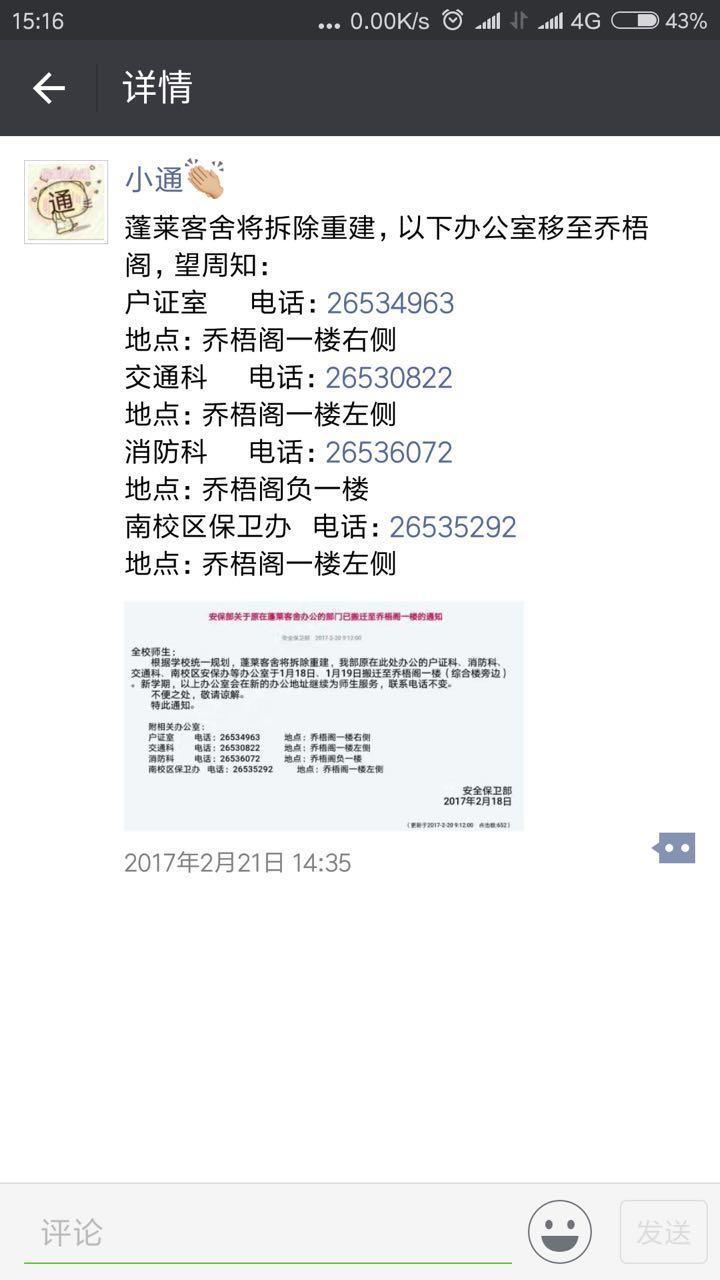 15:16
... 0.00K/s 4G 43%
详情
通
小通
蓬莱客舍将拆除重建，以下办公室移至乔梧
阁，望周知：
户证室 电话：26534963
地点：乔梧阁一楼右侧
交通科 电话：26530822
地点：乔梧阁一楼左侧
消防科 电话：26536072
地点：乔梧阁负一楼
南校区保卫办 电话：26535292
地点：乔梧阁一楼左侧
安保部关于原在蓬莱客舍办公的部门已搬迁至乔梧阁一楼的通知
安全保卫部 2017-2-20 9:12:00
全校师生：
根据学校统一规划，蓬莱客舍将拆除重建，我部原在此处办公的户证科、消防科、
交通科、南校区安保办等办公室于1月18日、1月19日搬迁至乔梧阁一楼（综合楼旁边）
。新学期，以上办公室会在新的办公地址继续为师生服务，联系电话不变。
不便之处，敬请谅解。
特此通知。
附相关办公室：
户证室 电话：26534963 地点：乔梧阁一楼右侧
交通科 电话：26530822 地点：乔梧阁一楼左侧
消防科 电话：26536072 地点：乔梧阁负一楼
南校区保卫办 电话：26535292 地点：乔梧阁一楼左侧
安全保卫部
2017年2月18日
（更新于2017-2-20 9:12:00 点击数:652）
2017年2月21日 14:35
评论
发送